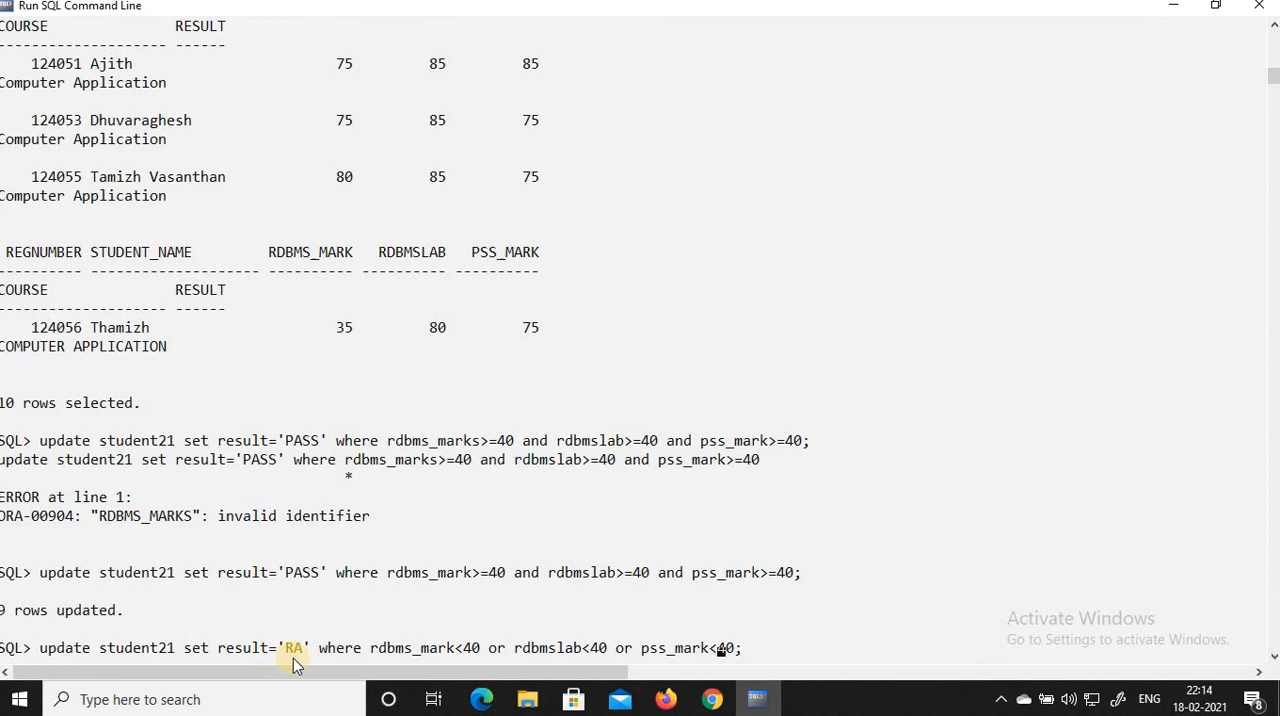 Run SQL Command Line
COURSE RESULT
------------------- ------
124051 Ajith 75 85 85
Computer Application
124053 Dhuvaraghesh 75 85 75
Computer Application
124055 Tamizh Vasanthan 80 85 75
Computer Application
REGNUMBER STUDENT_NAME RDBMS_MARK RDBMSLAB PSS_MARK
---------- -------------------- ---------- ---------- ----------
COURSE RESULT
-------------------- ------
124056 Thamizh 35 80 75
COMPUTER APPLICATION
10 rows selected.
SQL> update student21 set result='PASS' where rdbms_marks>=40 and rdbmslab>=40 and pss_mark>=40;
update student21 set result='PASS' where rdbms_marks>=40 and rdbmslab>=40 and pss_mark>=40
*
ERROR at line 1:
ORA-00904: "RDBMS_MARKS": invalid identifier
SQL> update student21 set result='PASS' where rdbms_mark>=40 and rdbmslab>=40 and pss_mark>=40;
9 rows updated.
SQL> update student21 set result='RA' where rdbms_mark<40 or rdbmslab<40 or pss_mark<40;
Activate Windows
Go to Settings to activate Windows.
Type here to search
SQL>
ENG
22:14
18-02-2021
8